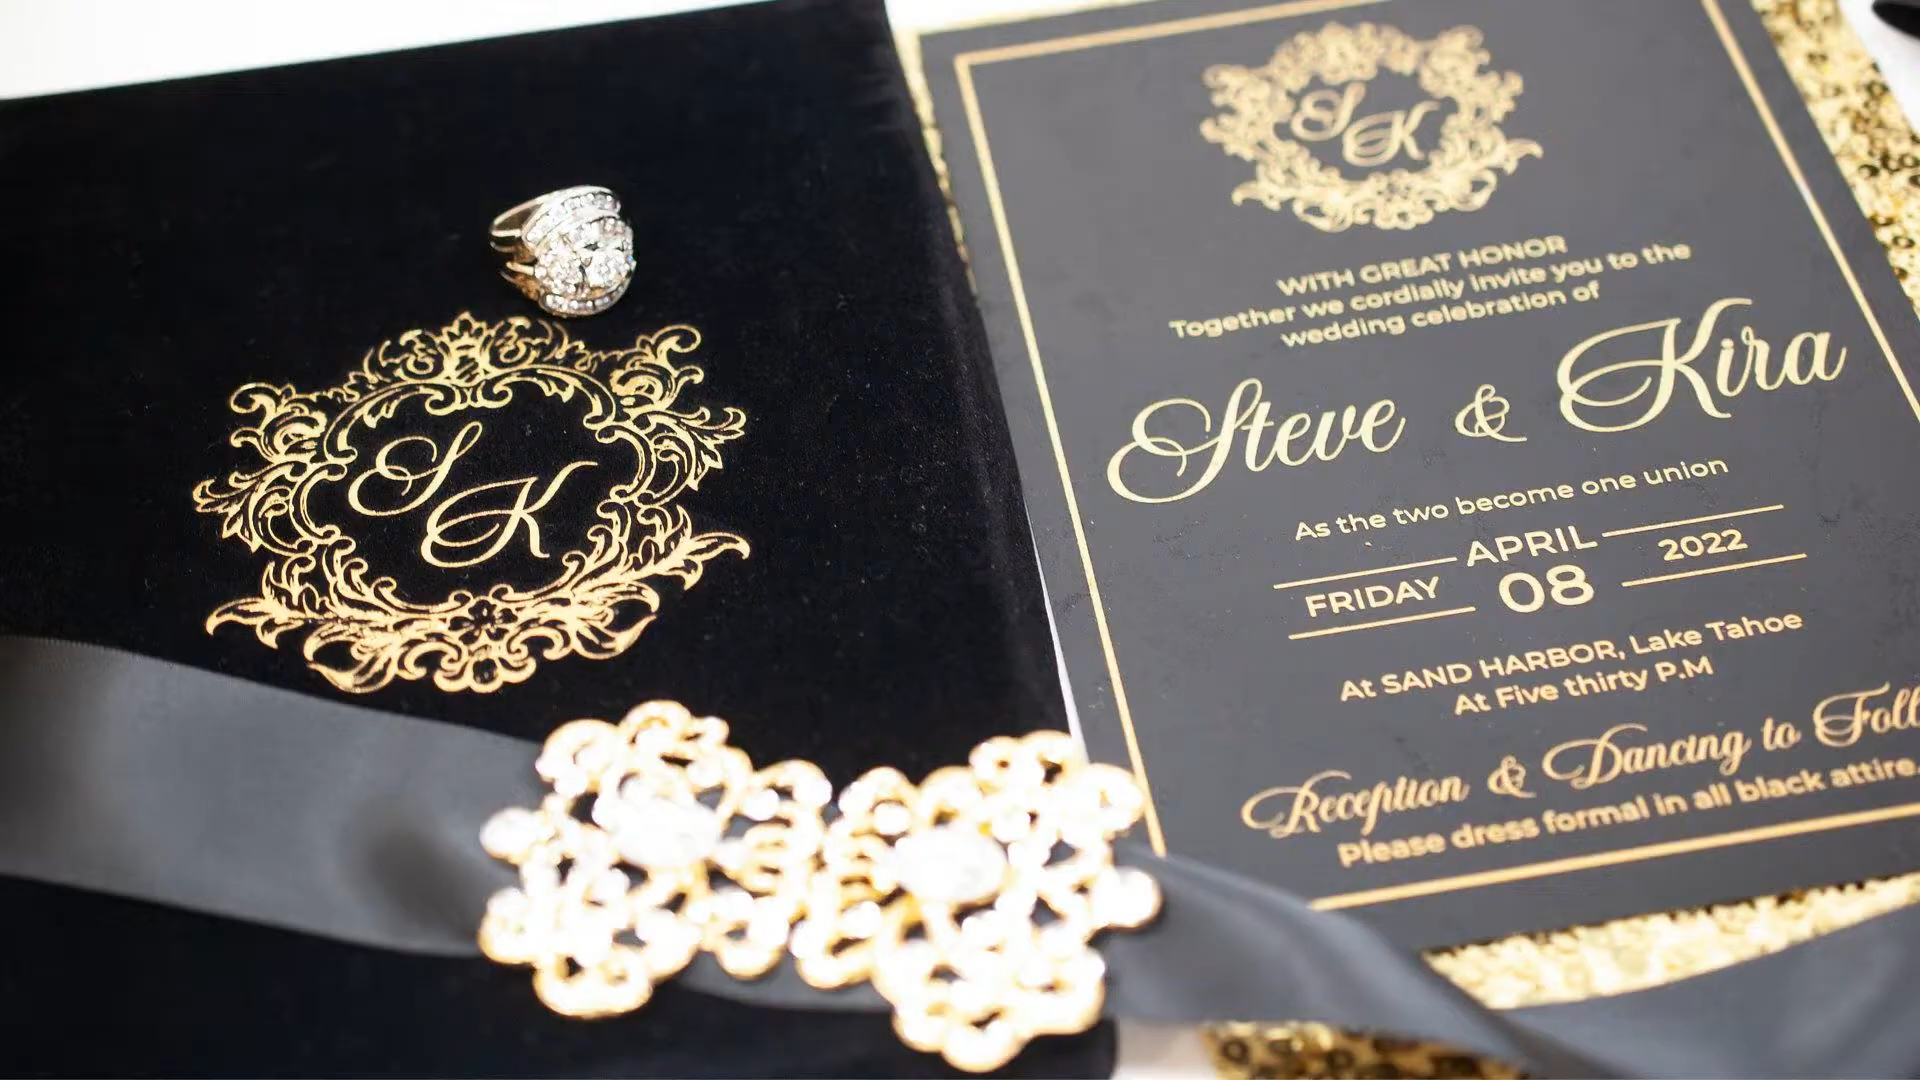 S K
S K
WITH GREAT HONOR
Together we cordially invite you to the
wedding celebration of
Steve & Kira
As the two become one union
APRIL
FRIDAY 08 2022
At SAND HARBOR, Lake Tahoe
At Five thirty P.M
Reception & Dancing to Foll
Please dress formal in all black attire.